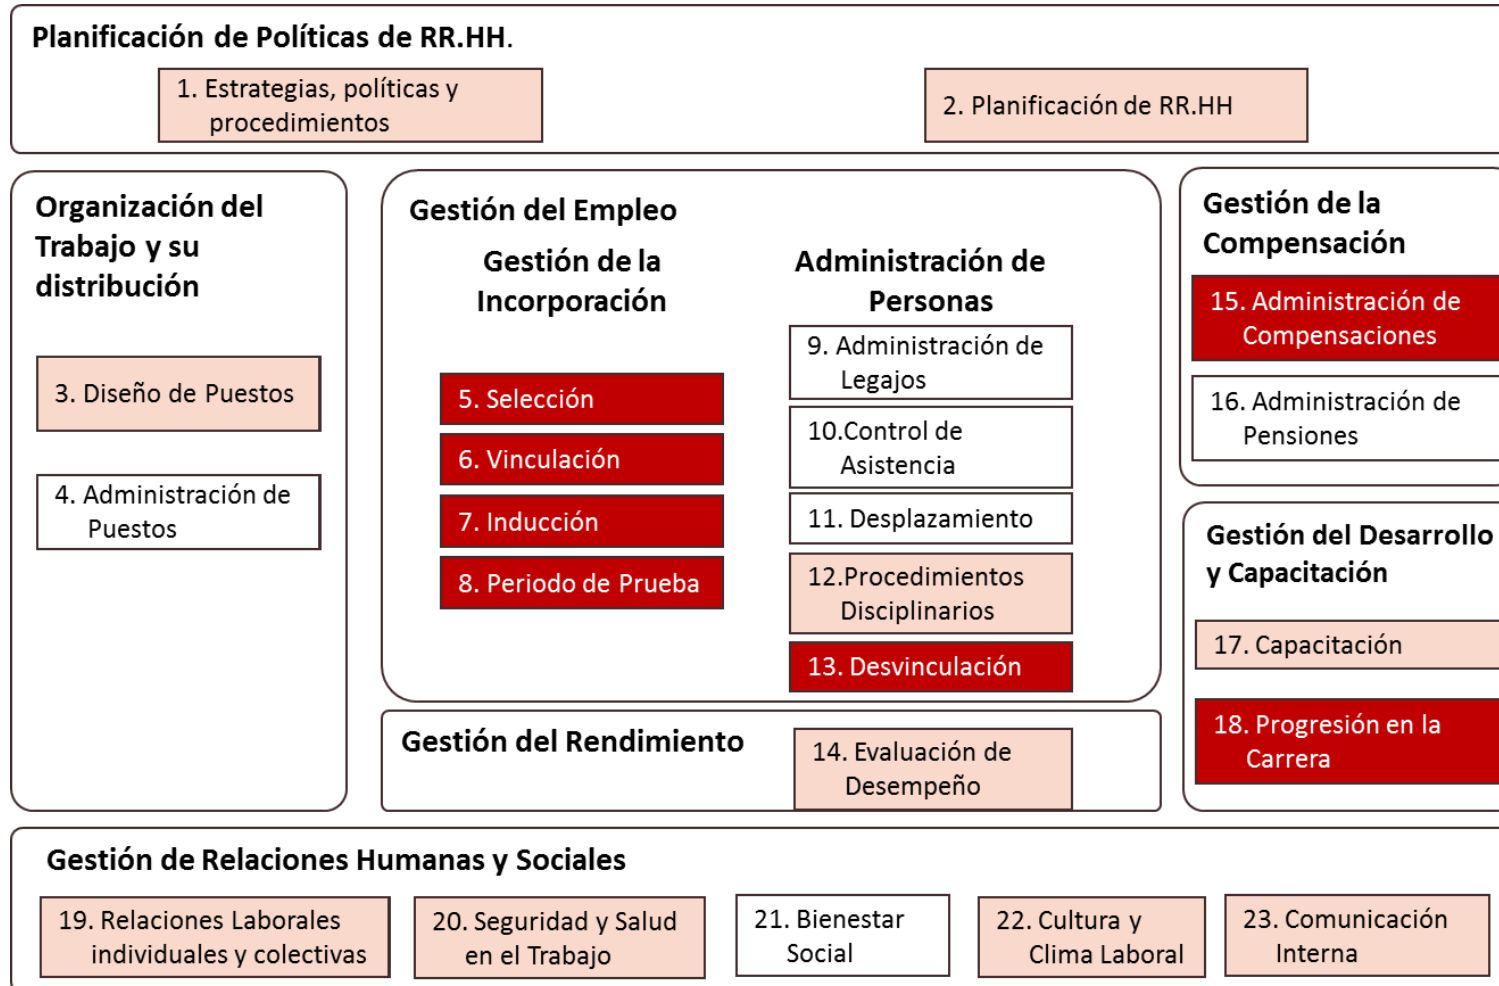 Planificación de Políticas de RR.HH.
1. Estrategias, políticas y
procedimientos
2. Planificación de RR.HH
Organización del
Trabajo y su
distribución
3. Diseño de Puestos
4. Administración de
Puestos
Gestión del Empleo
Gestión de la
Incorporación
5. Selección
6. Vinculación
7. Inducción
8. Periodo de Prueba
Administración de
Personas
9. Administración de
Legajos
10.Control de
Asistencia
11. Desplazamiento
12.Procedimientos
Disciplinarios
13. Desvinculación
Gestión del Rendimiento
14. Evaluación de
Desempeño
Gestión de la
Compensación
15. Administración de
Compensaciones
16. Administración de
Pensiones
Gestión del Desarrollo
y Capacitación
17. Capacitación
18. Progresión en la
Carrera
Gestión de Relaciones Humanas y Sociales
19. Relaciones Laborales
individuales y colectivas
20. Seguridad y Salud
en el Trabajo
21. Bienestar
Social
22. Cultura y
Clima Laboral
23. Comunicación
Interna